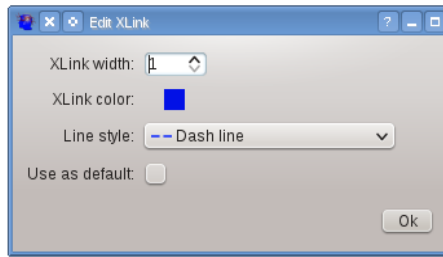 Edit XLink
XLink width: 1
XLink color:
Line style: Dash line
Use as default:
Ok